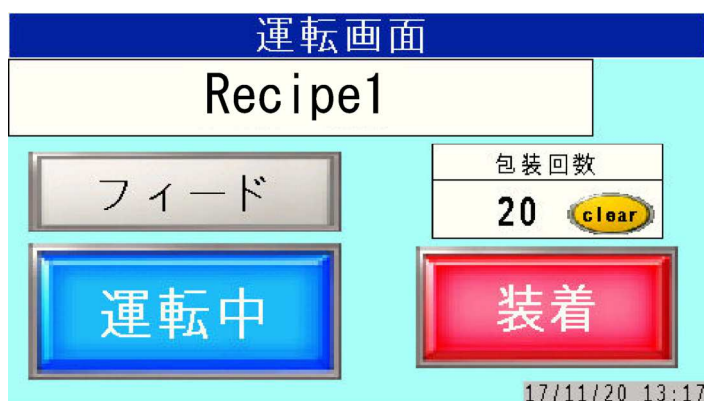 運転画面
Recipe1
フィード
包装回数
20 clear
運転中
装着
17/11/20 13:17